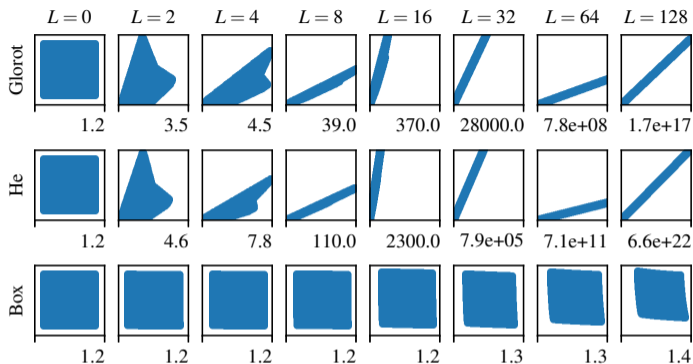 L = 0 L = 2 L = 4 L = 8 L = 16 L = 32 L = 64 L = 128
Glorot
1.2 3.5 4.5 39.0 370.0 28000.0 7.8e+08 1.7e+17
He
1.2 4.6 7.8 110.0 2300.0 7.9e+05 7.1e+11 6.6e+22
Box
1.2 1.2 1.2 1.2 1.2 1.3 1.3 1.4